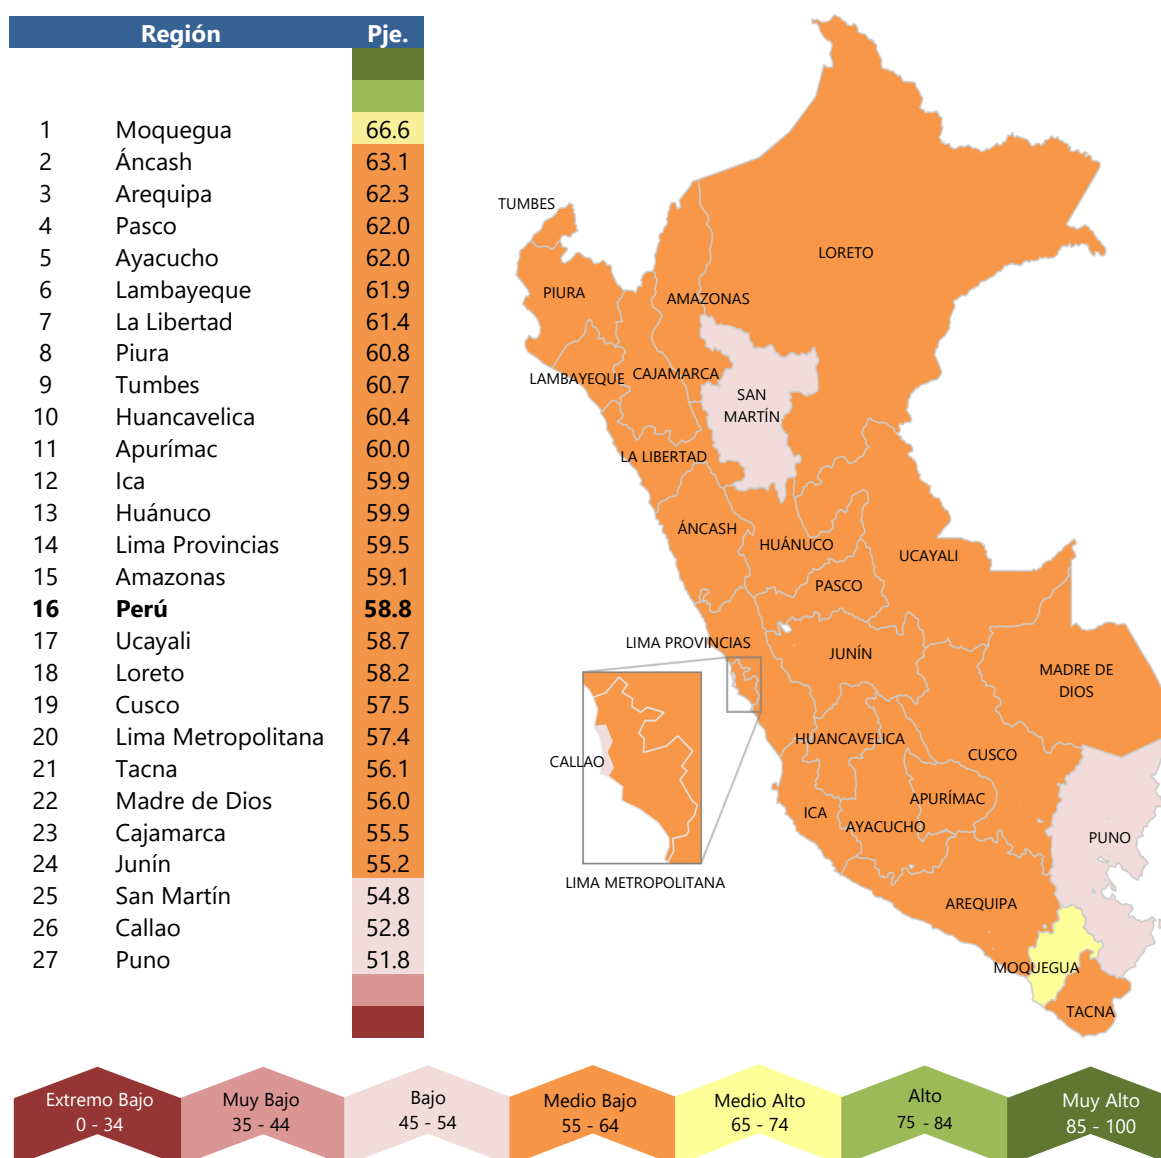 Región Pje.
1 Moquegua 66.6
2 Áncash 63.1
3 Arequipa 62.3
4 Pasco 62.0
5 Ayacucho 62.0
6 Lambayeque 61.9
7 La Libertad 61.4
8 Piura 60.8
9 Tumbes 60.7
10 Huancavelica 60.4
11 Apurímac 60.0
12 Ica 59.9
13 Huánuco 59.9
14 Lima Provincias 59.5
15 Amazonas 59.1
16 Perú 58.8
17 Ucayali 58.7
18 Loreto 58.2
19 Cusco 57.5
20 Lima Metropolitana 57.4
21 Tacna 56.1
22 Madre de Dios 56.0
23 Cajamarca 55.5
24 Junín 55.2
25 San Martín 54.8
26 Callao 52.8
27 Puno 51.8
TUMBES
LORETO
PIURA
AMAZONAS
LAMBAYEQUE
CAJAMARCA
SAN
MARTÍN
LA LIBERTAD
ÁNCASH
HUÁNUCO
UCAYALI
PASCO
LIMA PROVINCIAS
JUNÍN
MADRE DE
DIOS
HUANCAVELICA
CUSCO
CALLAO
APURÍMAC
ICA
AYACUCHO
PUNO
LIMA METROPOLITANA
AREQUIPA
MOQUEGUA
TACNA
Extremo Bajo
0 - 34
Muy Bajo
35 - 44
Bajo
45 - 54
Medio Bajo
55 - 64
Medio Alto
65 - 74
Alto
75 - 84
Muy Alto
85 - 100